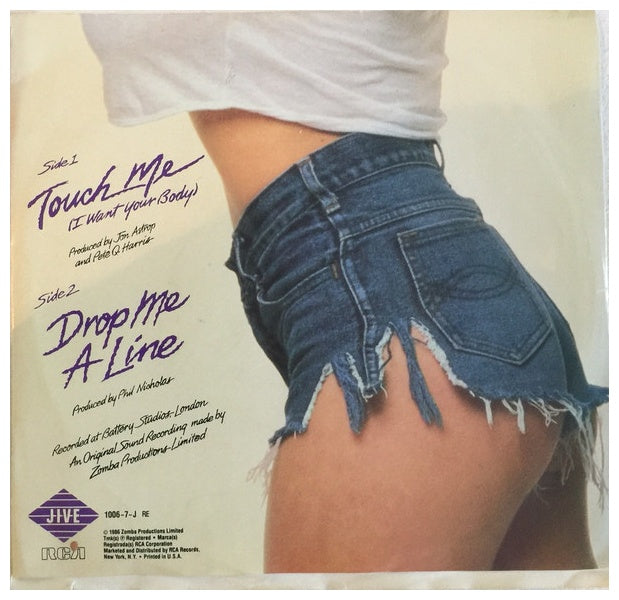 Side 1
Touch Me
(I Want Your Body)
Produced by Jon Astrop
and Pete Q. Harris
Side 2
Drop Me
A Line
Produced by Phil Nicholas
Recorded at Battery Studios, London
An Original Sound Recording made by
Zomba Productions Limited
JIVE
1006-7-J RE
RCA
© 1986 Zomba Productions Limited
Tmk(s) ® Registered • Marca(s)
Registrada(s) RCA Corporation
Marketed and Distributed by RCA Records,
New York, N.Y. • Printed in U.S.A.